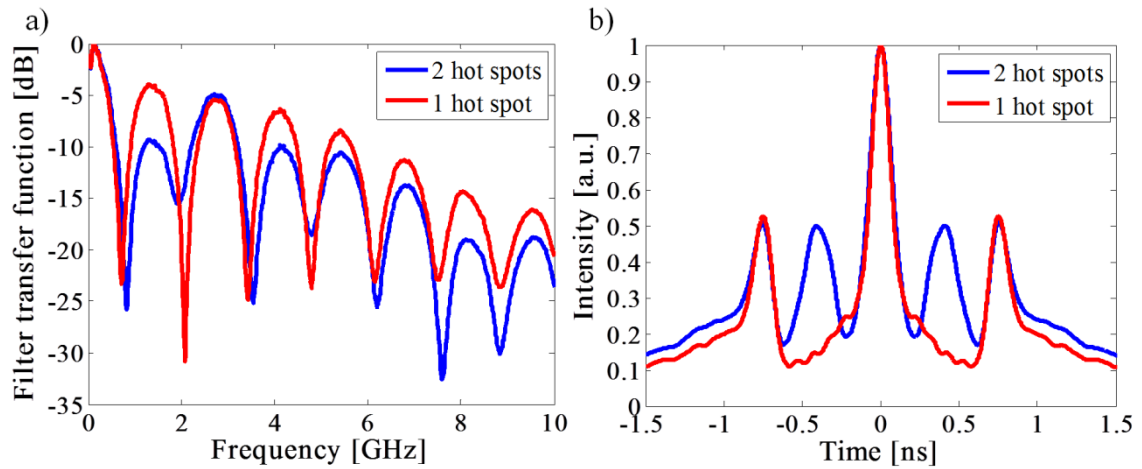 a)
Filter transfer function [dB]
0
-5
-10
-15
-20
-25
-30
-35
0 2 4 6 8 10
Frequency [GHz]
2 hot spots
1 hot spot
b)
Intensity [a.u.]
1
0.9
0.8
0.7
0.6
0.5
0.4
0.3
0.2
0.1
0
-1.5 -1 -0.5 0 0.5 1 1.5
Time [ns]
2 hot spots
1 hot spot